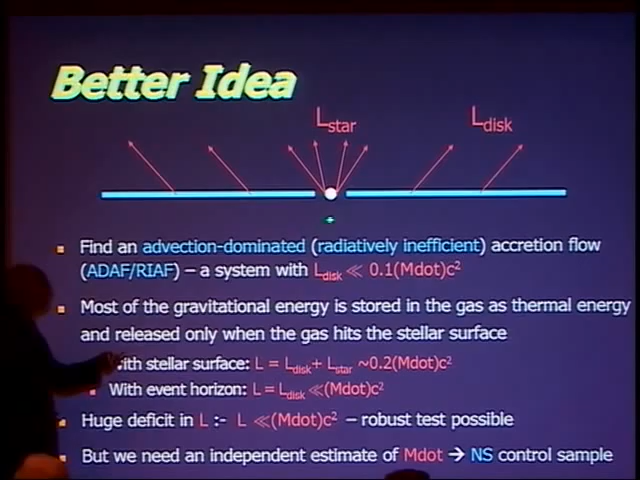 Better Idea
Lstar
Ldisk
Find an advection-dominated (radiatively inefficient) accretion flow
(ADAF/RIAF) – a system with Ldisk ≪ 0.1(Mdot)c²
Most of the gravitational energy is stored in the gas as thermal energy
and released only when the gas hits the stellar surface
ith stellar surface: L = Ldisk+ Lstar ~0.2(Mdot)c²
With event horizon: L = Ldisk ≪(Mdot)c²
Huge deficit in L :- L ≪(Mdot)c² – robust test possible
But we need an independent estimate of Mdot → NS control sample